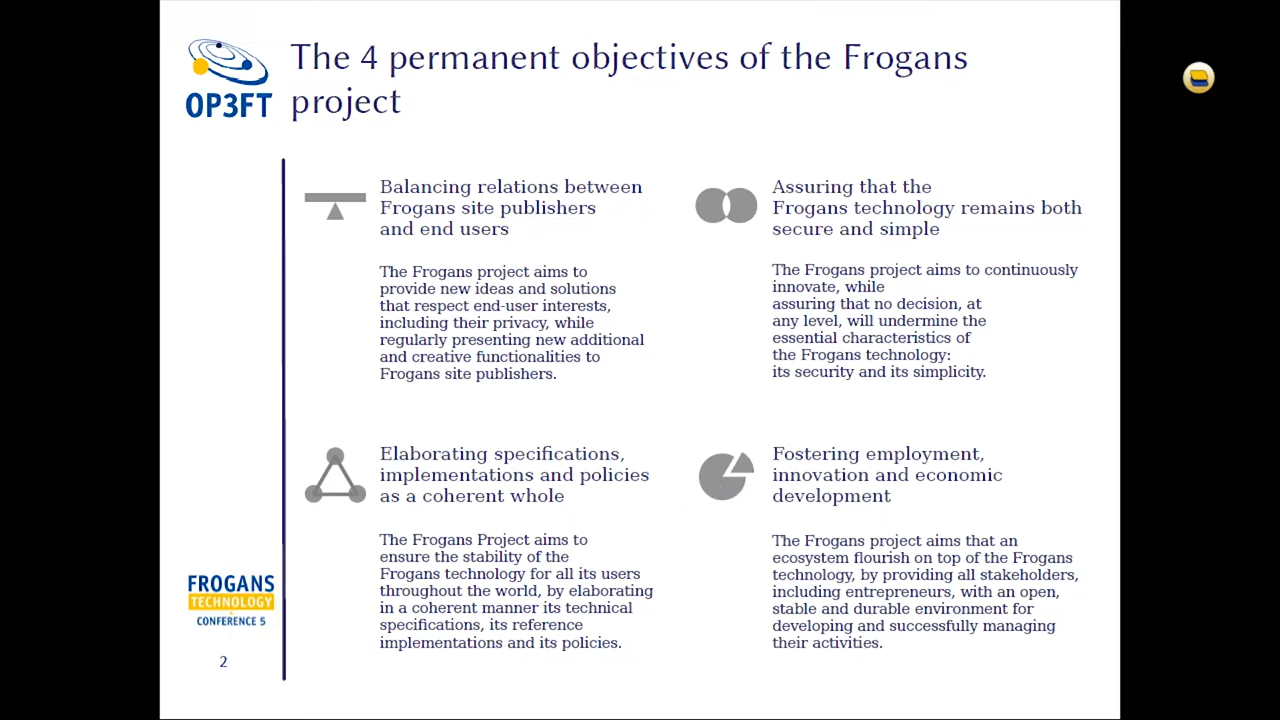 OP3FT
The 4 permanent objectives of the Frogans
project
Balancing relations between
Frogans site publishers
and end users
The Frogans project aims to
provide new ideas and solutions
that respect end-user interests,
including their privacy, while
regularly presenting new additional
and creative functionalities to
Frogans site publishers.
Assuring that the
Frogans technology remains both
secure and simple
The Frogans project aims to continuously
innovate, while
assuring that no decision, at
any level, will undermine the
essential characteristics of
the Frogans technology:
its security and its simplicity.
Elaborating specifications,
implementations and policies
as a coherent whole
The Frogans Project aims to
ensure the stability of the
Frogans technology for all its users
throughout the world, by elaborating
in a coherent manner its technical
specifications, its reference
implementations and its policies.
Fostering employment,
innovation and economic
development
The Frogans project aims that an
ecosystem flourish on top of the Frogans
technology, by providing all stakeholders,
including entrepreneurs, with an open,
stable and durable environment for
developing and successfully managing
their activities.
FROGANS
TECHNOLOGY
CONFERENCE 5
2